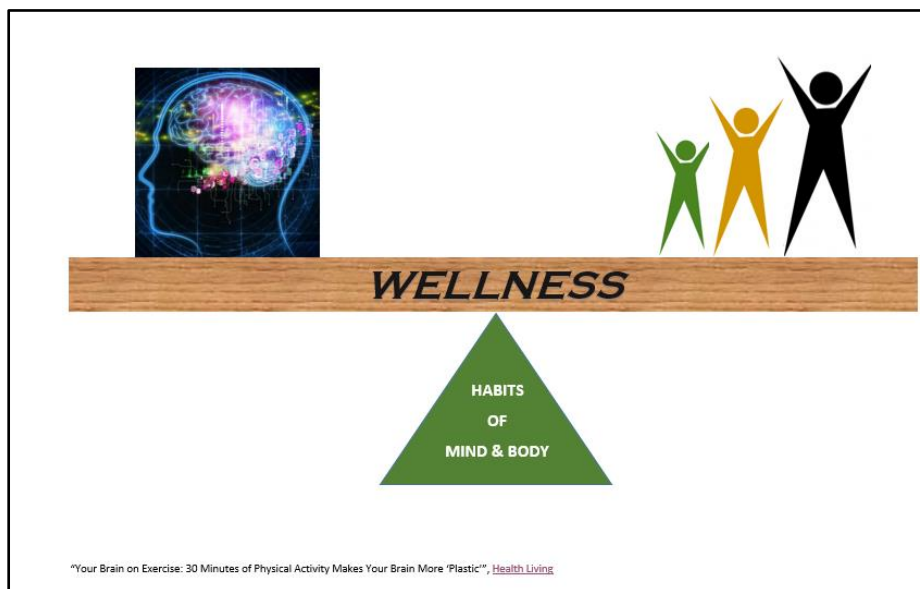 WELLNESS
HABITS
OF
MIND & BODY
“Your Brain on Exercise: 30 Minutes of Physical Activity Makes Your Brain More ‘Plastic’”, Health Living